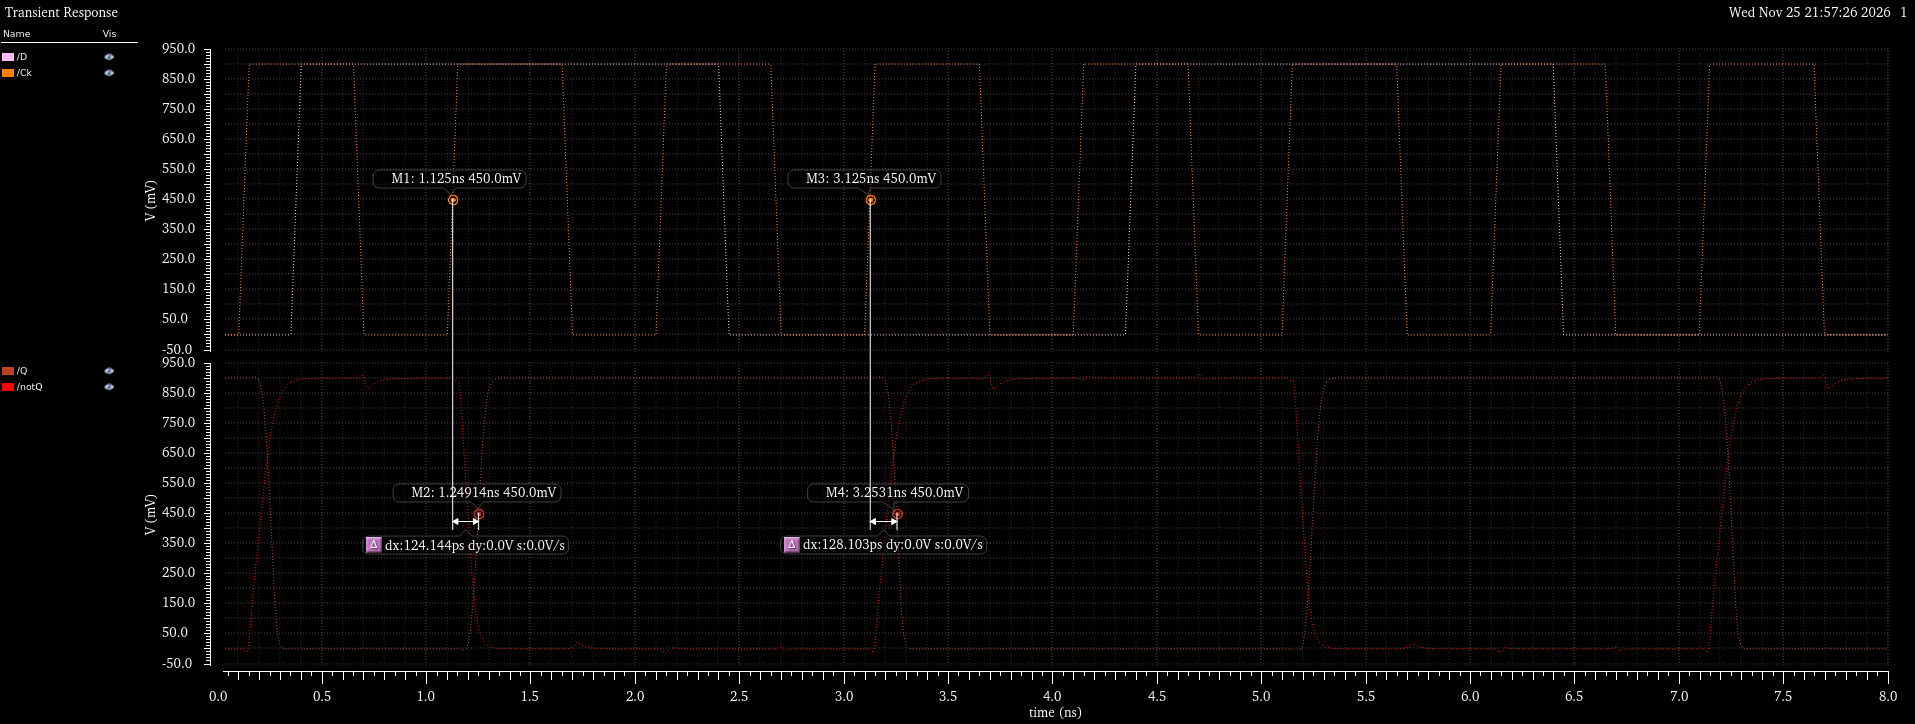 Transient Response
Wed Nov 25 21:57:26 2026 1
Name Vis
/D
/Ck
950.0
850.0
750.0
650.0
550.0
450.0
350.0
250.0
150.0
50.0
-50.0
V (mV)
M1: 1.125ns 450.0mV
M3: 3.125ns 450.0mV
/Q
/notQ
950.0
850.0
750.0
650.0
550.0
450.0
350.0
250.0
150.0
50.0
-50.0
V (mV)
M2: 1.24914ns 450.0mV
M4: 3.2531ns 450.0mV
Δ dx:124.144ps dy:0.0V s:0.0V/s
Δ dx:128.103ps dy:0.0V s:0.0V/s
0.0 0.5 1.0 1.5 2.0 2.5 3.0 3.5 4.0 4.5 5.0 5.5 6.0 6.5 7.0 7.5 8.0
time (ns)